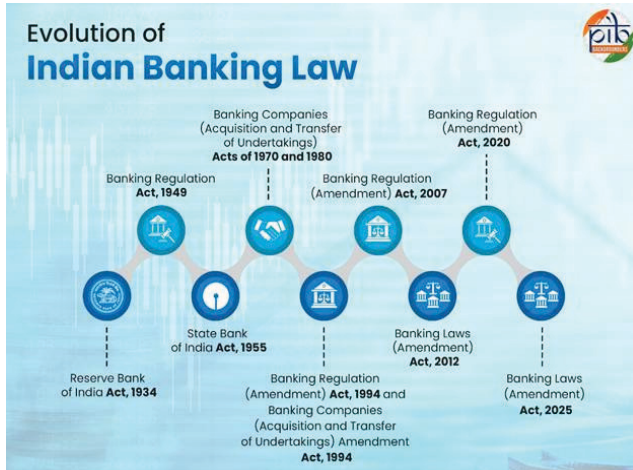 Evolution of
Indian Banking Law
pib
BACKGROUNDERS
Banking Companies
(Acquisition and Transfer
of Undertakings)
Acts of 1970 and 1980
Banking Regulation
(Amendment)
Act, 2020
Banking Regulation
Act, 1949
Banking Regulation
(Amendment) Act, 2007
State Bank
of India Act, 1955
Banking Laws
(Amendment)
Act, 2012
Reserve Bank
of India Act, 1934
Banking Regulation
(Amendment) Act, 1994 and
Banking Companies
(Acquisition and Transfer
of Undertakings) Amendment
Act, 1994
Banking Laws
(Amendment)
Act, 2025